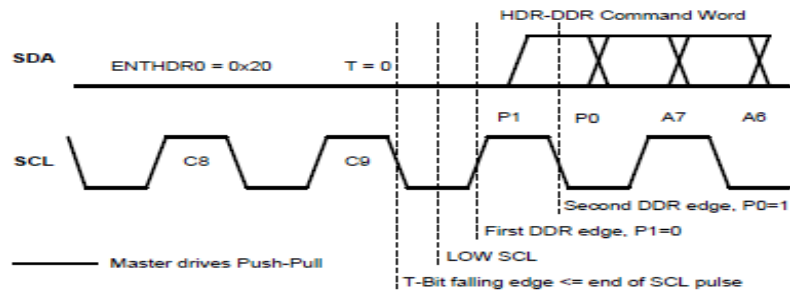 HDR-DDR Command Word
SDA
ENTHDR0 = 0x20 T = 0
P1 P0 A7 A6
SCL
C8 C9
Second DDR edge, P0=1
First DDR edge, P1=0
LOW SCL
Master drives Push-Pull
T-Bit falling edge <= end of SCL pulse